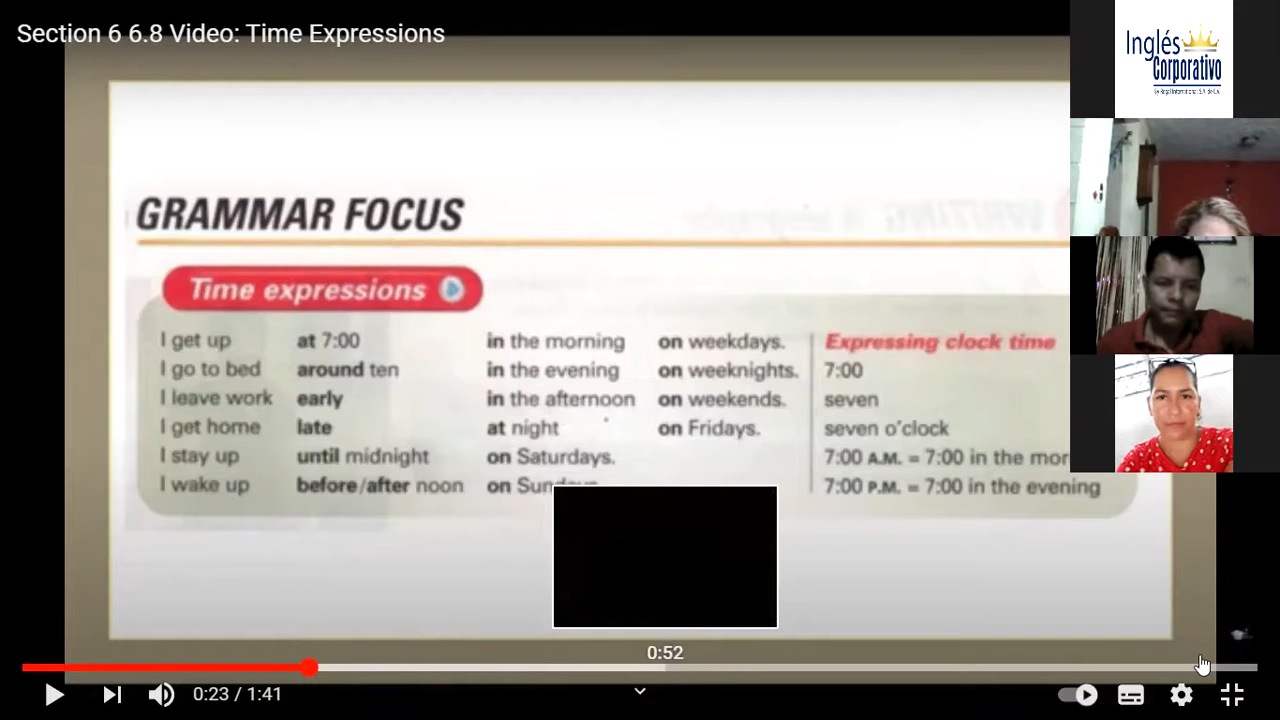 Section 6 6.8 Video: Time Expressions
Inglés
Corporativo
GRAMMAR FOCUS
Time expressions
I get up at 7:00 in the morning on weekdays. Expressing clock time
I go to bed around ten in the evening on weeknights. 7:00
I leave work early in the afternoon on weekends. seven
I get home late at night on Fridays. seven o'clock
I stay up until midnight on Saturdays. 7:00 A.M. = 7:00 in the
I wake up before/after noon on 7:00 P.M. = 7:00 in the evening
0:52
0:23 / 1:41